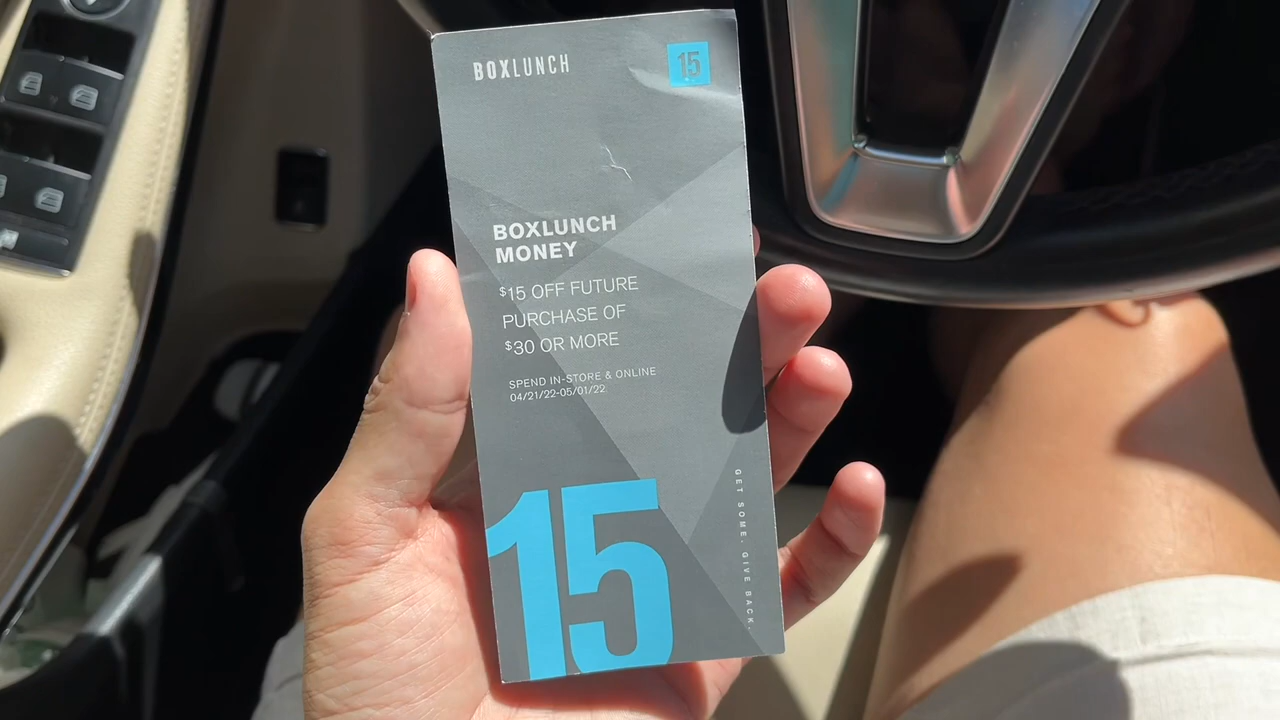 BOXLUNCH
15
BOXLUNCH
MONEY
$15 OFF FUTURE
PURCHASE OF
$30 OR MORE
SPEND IN-STORE & ONLINE
04/21/22-05/01/22.
15
GET SOME. GIVE BACK.